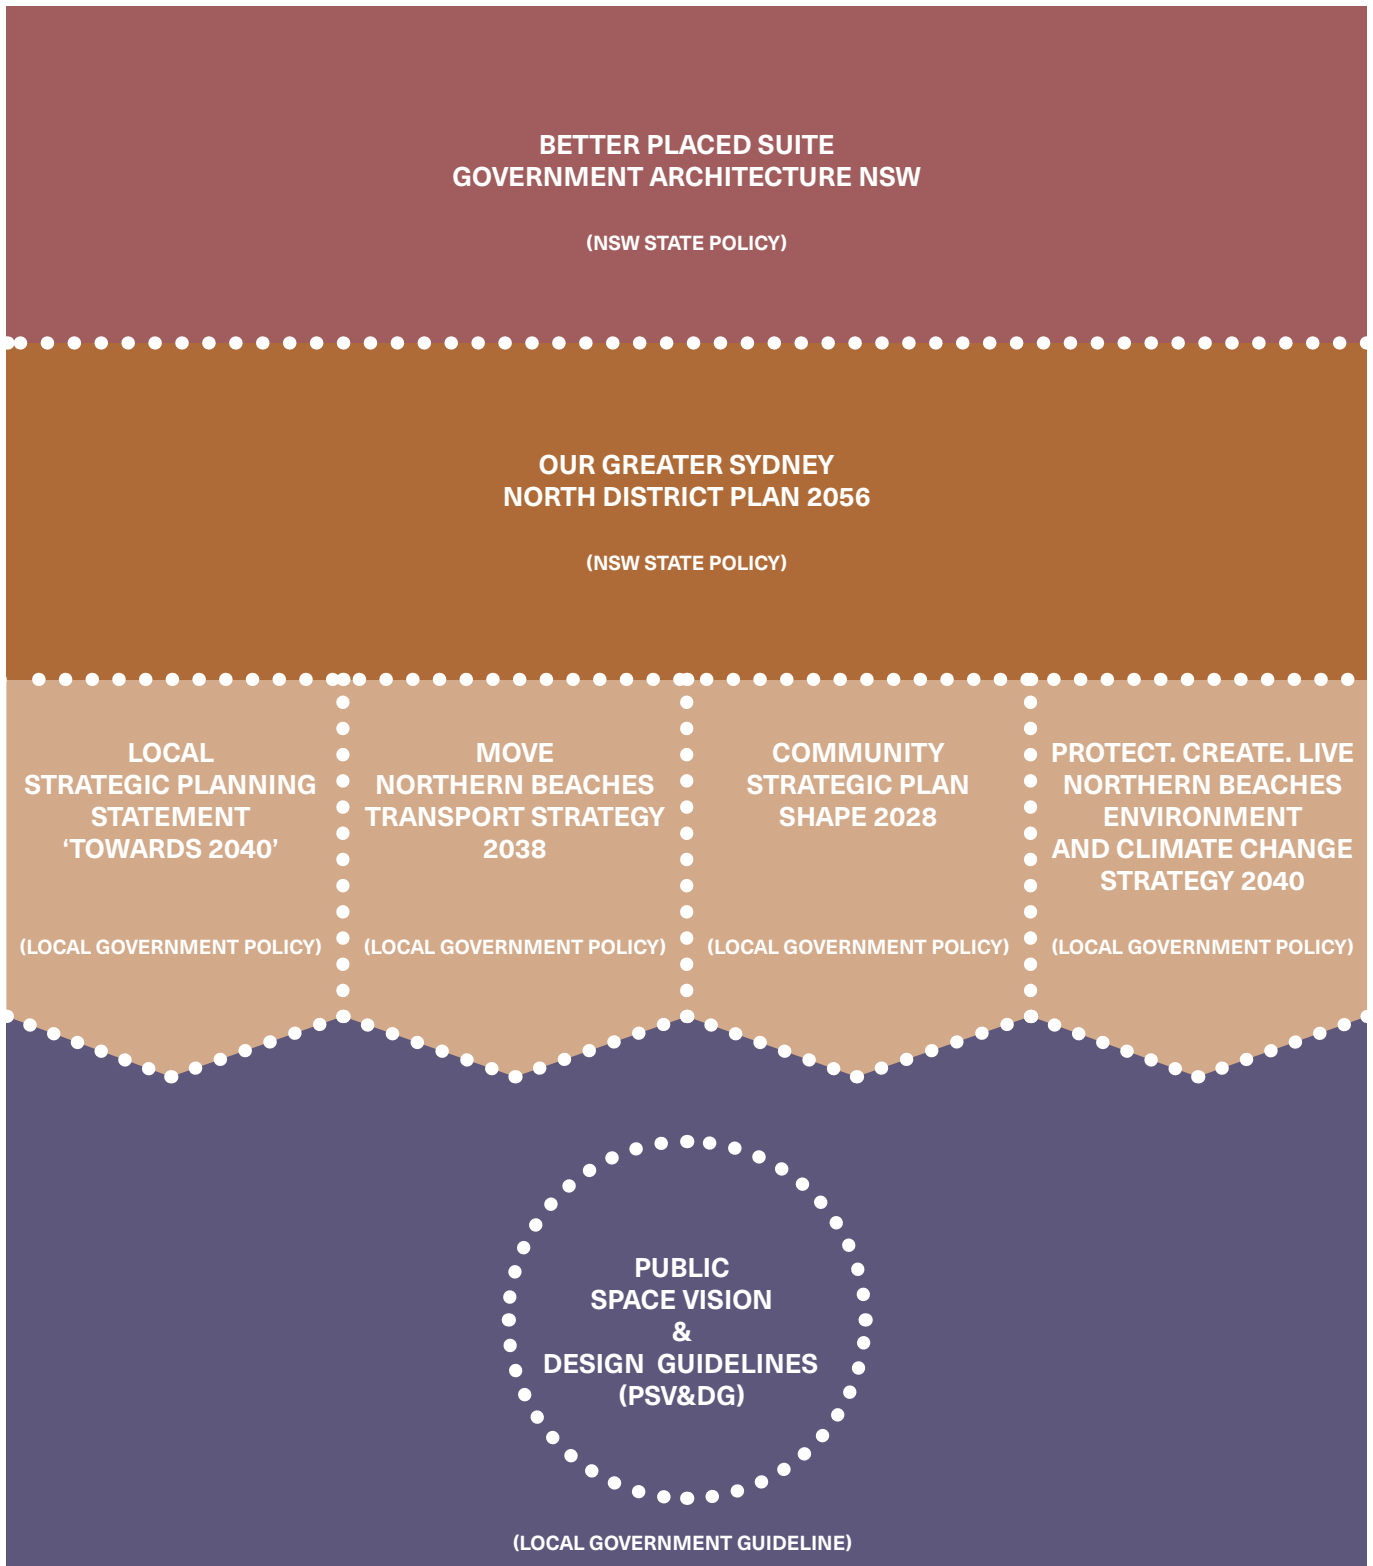 BETTER PLACED SUITE
GOVERNMENT ARCHITECTURE NSW
(NSW STATE POLICY)
OUR GREATER SYDNEY
NORTH DISTRICT PLAN 2056
(NSW STATE POLICY)
LOCAL
STRATEGIC PLANNING
STATEMENT
‘TOWARDS 2040’
(LOCAL GOVERNMENT POLICY)
MOVE
NORTHERN BEACHES
TRANSPORT STRATEGY
2038
(LOCAL GOVERNMENT POLICY)
COMMUNITY
STRATEGIC PLAN
SHAPE 2028
(LOCAL GOVERNMENT POLICY)
PROTECT. CREATE. LIVE
NORTHERN BEACHES
ENVIRONMENT
AND CLIMATE CHANGE
STRATEGY 2040
(LOCAL GOVERNMENT POLICY)
PUBLIC
SPACE VISION
&
DESIGN GUIDELINES
(PSV&DG)
(LOCAL GOVERNMENT GUIDELINE)